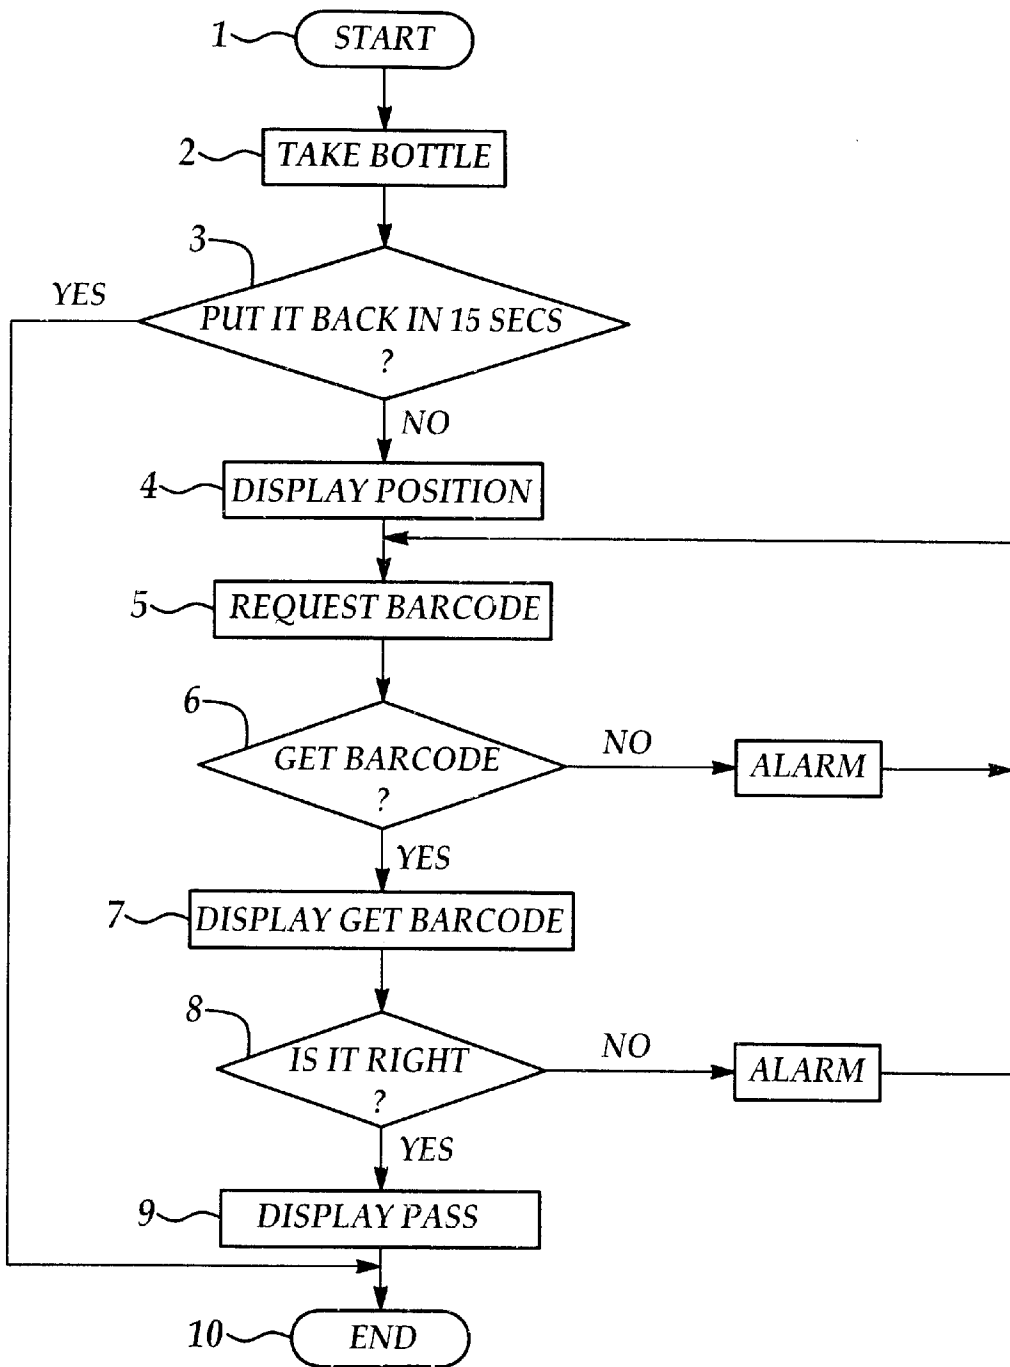 1
START
2
TAKE BOTTLE
3
YES
PUT IT BACK IN 15 SECS
?
NO
4
DISPLAY POSITION
5
REQUEST BARCODE
6
GET BARCODE
?
NO
ALARM
YES
7
DISPLAY GET BARCODE
8
IS IT RIGHT
?
NO
ALARM
YES
9
DISPLAY PASS
10
END